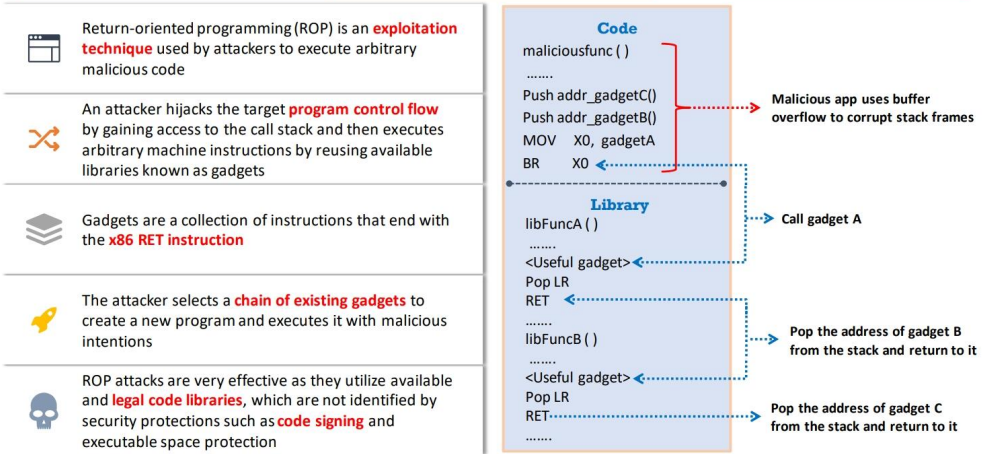 Return-oriented programming (ROP) is an exploitation
technique used by attackers to execute arbitrary
malicious code
An attacker hijacks the target program control flow
by gaining access to the call stack and then executes
arbitrary machine instructions by reusing available
libraries known as gadgets
Gadgets are a collection of instructions that end with
the x86 RET instruction
The attacker selects a chain of existing gadgets to
create a new program and executes it with malicious
intentions
ROP attacks are very effective as they utilize available
and legal code libraries, which are not identified by
security protections such as code signing and
executable space protection
Code
maliciousfunc ( )
.......
Push addr_gadgetC()
Push addr_gadgetB()
MOV X0, gadgetA
BR X0
Library
libFuncA ( )
.......
<Useful gadget>
Pop LR
RET
.......
libFuncB ( )
.......
<Useful gadget>
Pop LR
RET
.......
Malicious app uses buffer
overflow to corrupt stack frames
Call gadget A
Pop the address of gadget B
from the stack and return to it
Pop the address of gadget C
from the stack and return to it